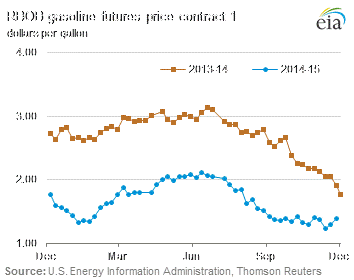 RBOB gasoline futures price contract 1
dollars per gallon
eia
4.00
2013-14
2014-15
3.00
2.00
1.00
Dec
Mar
Jun
Sep
Dec
Source: U.S. Energy Information Administration, Thomson Reuters